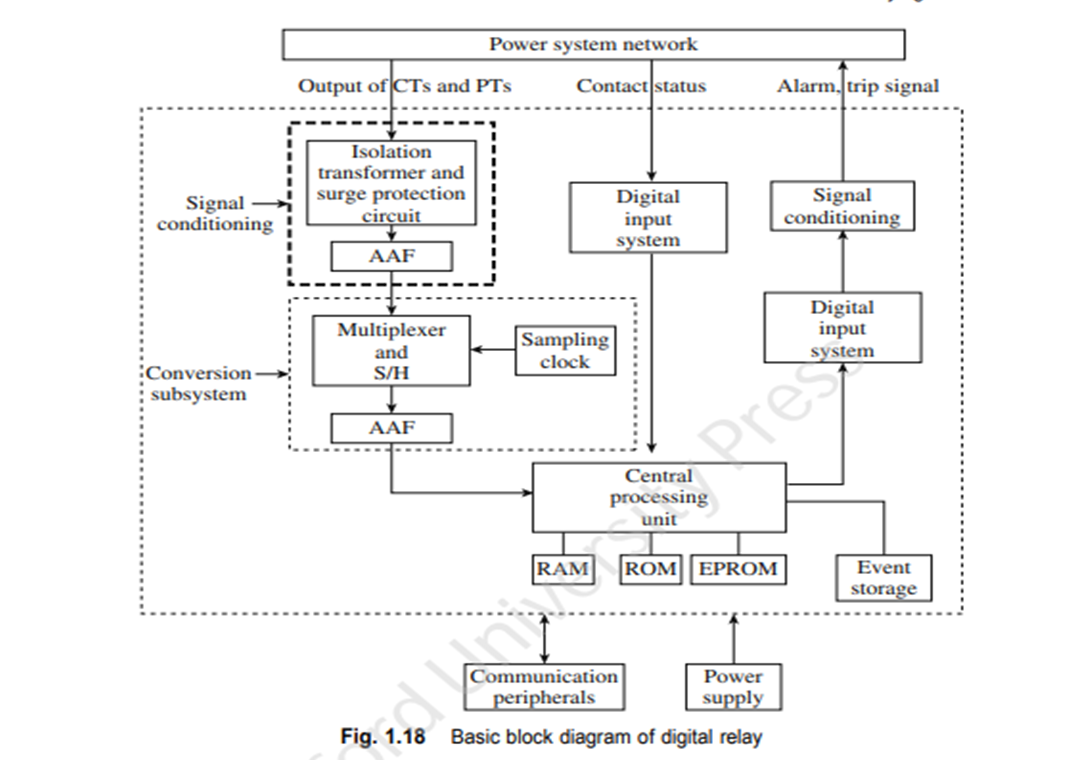 Power system network
Output of CTs and PTs
Contact status
Alarm, trip signal
Isolation
transformer and
surge protection
circuit
AAF
Signal
conditioning
Digital
input
system
Signal
conditioning
Digital
input
system
Multiplexer
and
S/H
Sampling
clock
AAF
Conversion
subsystem
Central
processing
unit
RAM
ROM
EPROM
Event
storage
Communication
peripherals
Power
supply
Fig. 1.18 Basic block diagram of digital relay
ford University Press